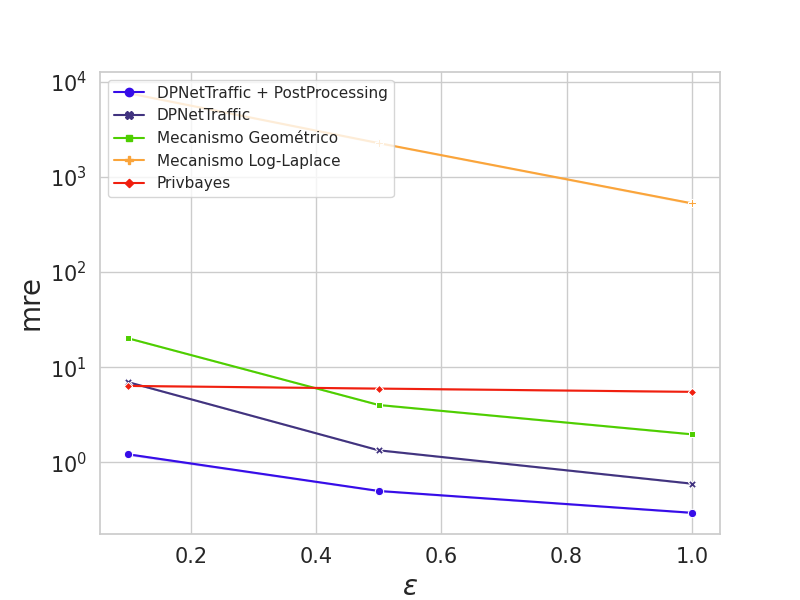 10^4
10^3
10^2
10^1
10^0
mre
DPNetTraffic + PostProcessing
DPNetTraffic
Mecanismo Geométrico
Mecanismo Log-Laplace
Privbayes
0.2 0.4 0.6 0.8 1.0
ε